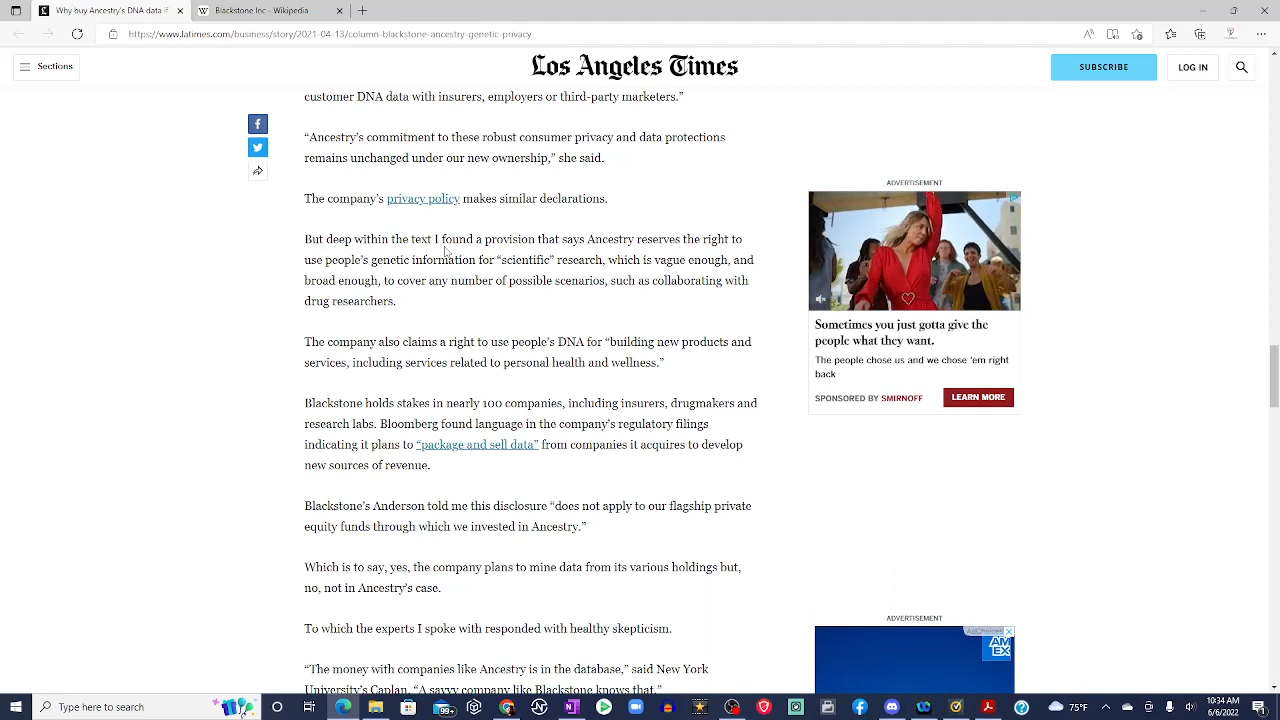 Why buy Ancestry's DNA data if
Blackstone Inc - Wikipedia
https://www.latimes.com/business/story/2021-04-13/column-blackstone-ancestry-genetic-privacy
Sections
Los Angeles Times
SUBSCRIBE
LOG IN
customer DNA data with insurers, employers or third-party marketers.”
“Ancestry’s commitment to these robust consumer privacy and data protections
remains unchanged under our new ownership,” she said.
The company’s privacy policy makes similar declarations.
But deep within the text I found a provision that says Ancestry reserves the right to
use people’s genetic information for “scientific” research, which is vague enough, and
broad enough, to cover any number of possible scenarios, such as collaborating with
drug researchers.
The company also claims a right to use people’s DNA for “building new products and
services, including services related to personal health and wellness.”
Blackstone holds stakes in nearly 100 companies, including insurers, drugmakers and
research labs. Bloomberg found language in the company’s regulatory filings
indicating it plans to “package and sell data” from companies it acquires to develop
new sources of revenue.
Blackstone’s Anderson told me this disclosure “does not apply to our flagship private
equity funds through which we invested in Ancestry.”
Which is to say, yes, the company plans to mine data from its various holdings but,
no, not in Ancestry’s case.
To which the experts I spoke with responded with healthy skepticism.
“The money with companies like Ancestry is in the database,” said New York
University’s Caplan. “A savvy company like Blackstone knows that.”
ADVERTISEMENT
Sometimes you just gotta give the
people what they want.
The people chose us and we chose 'em right
back
SPONSORED BY SMIRNOFF
LEARN MORE
ADVERTISEMENT
AdChoices
AM
EX
Type here to search
75°F
10:34 AM
6/6/2022